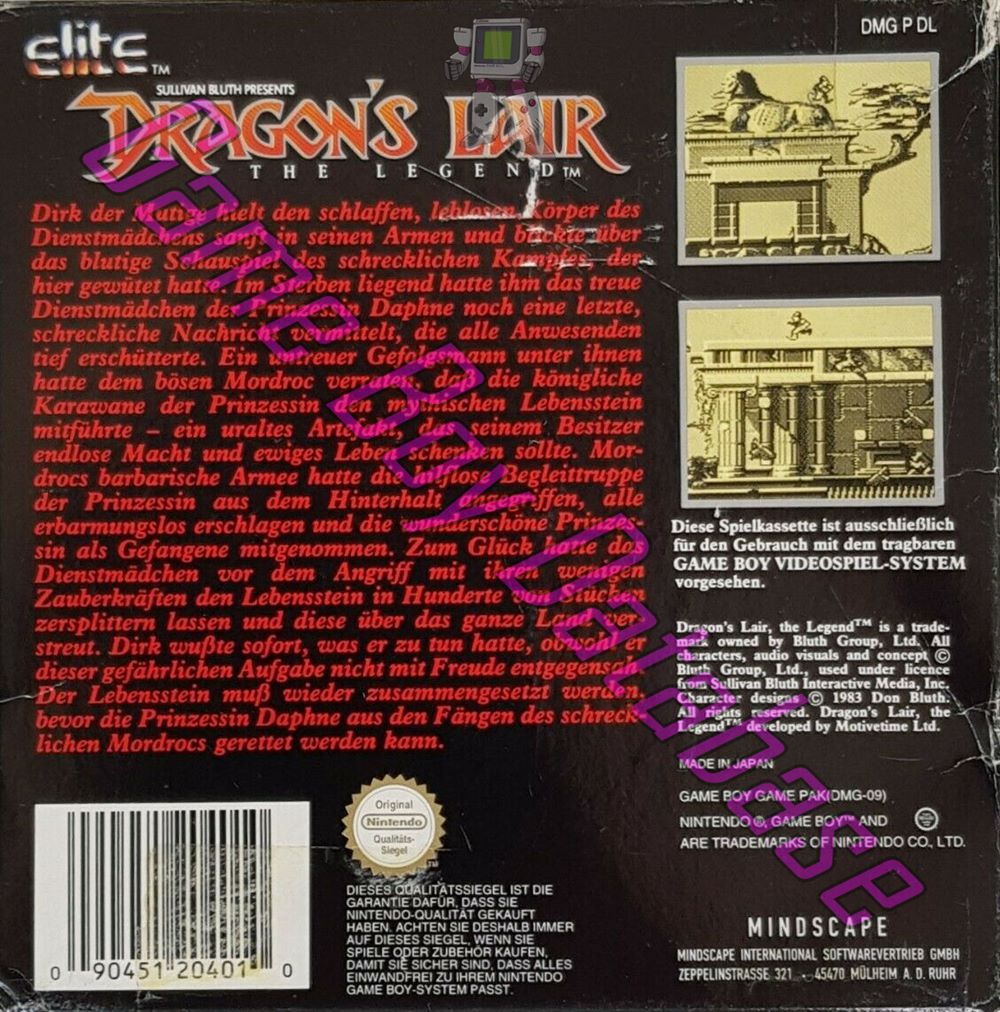 elite™
DMG P DL
SULLIVAN BLUTH PRESENTS
DRAGON'S LAIR
THE LEGEND™
Dirk der Mutige hielt den schlaffen, leblosen Körper des
Dienstmädchens sanft in seinen Armen und blickte über
das blutige Schauspiel des schrecklichen Kampfes, der
hier gewütet hatte. Im Sterben liegend hatte ihm das treue
Dienstmädchen der Prinzessin Daphne noch eine letzte,
schreckliche Nachricht vermittelt, die alle Anwesenden
tief erschütterte. Ein untreuer Gefolgsmann unter ihnen
hatte dem bösen Mordroc verraten, daß die königliche
Karawane der Prinzessin den mythischen Lebensstein
mitführte – ein uraltes Artefakt, das seinem Besitzer
endlose Macht und ewiges Leben schenken sollte. Mor-
drocs barbarische Armee hatte die hilflose Begleittruppe
der Prinzessin aus dem Hinterhalt angegriffen, alle
erbarmungslos erschlagen und die wunderschöne Prinzes-
sin als Gefangene mitgenommen. Zum Glück hatte das
Dienstmädchen vor dem Angriff mit ihren wenigen
Zauberkräften den Lebensstein in Hunderte von Stücken
zersplittern lassen und diese über das ganze Land ver-
streut. Dirk wußte sofort, was er zu tun hatte, obwohl er
dieser gefährlichen Aufgabe nicht mit Freude entgegensah.
Der Lebensstein muß wieder zusammengesetzt werden,
bevor die Prinzessin Daphne aus den Fängen des schreck-
lichen Mordrocs gerettet werden kann.
Diese Spielkassette ist ausschließlich
für den Gebrauch mit dem tragbaren
GAME BOY VIDEOSPIEL-SYSTEM
vorgesehen.
Dragon's Lair, the Legend™ is a trade-
mark owned by Bluth Group, Ltd. All
characters, audio visuals and concept ©
Bluth Group, Ltd., used under licence
from Sullivan Bluth Interactive Media, Inc.
Character designs © 1983 Don Bluth.
All rights reserved. Dragon's Lair, the
Legend™ developed by Motivetime Ltd.
MADE IN JAPAN
GAME BOY GAME PAK(DMG-09)
NINTENDO ®, GAME BOY™ AND
ARE TRADEMARKS OF NINTENDO CO., LTD.
MINDSCAPE
MINDSCAPE INTERNATIONAL SOFTWAREVERTRIEB GMBH
ZEPPELINSTRASSE 321 - 45470 MÜLHEIM A. D. RUHR
Original
Nintendo
Qualitäts-
Siegel
™
DIESES QUALITÄTSSIEGEL IST DIE
GARANTIE DAFÜR, DASS SIE
NINTENDO-QUALITÄT GEKAUFT
HABEN. ACHTEN SIE DESHALB IMMER
AUF DIESES SIEGEL, WENN SIE
SPIELE ODER ZUBEHÖR KAUFEN,
DAMIT SIE SICHER SIND, DASS ALLES
EINWANDFREI ZU IHREM NINTENDO
GAME BOY-SYSTEM PASST.
0 90451 20401 0
Game Boy Database